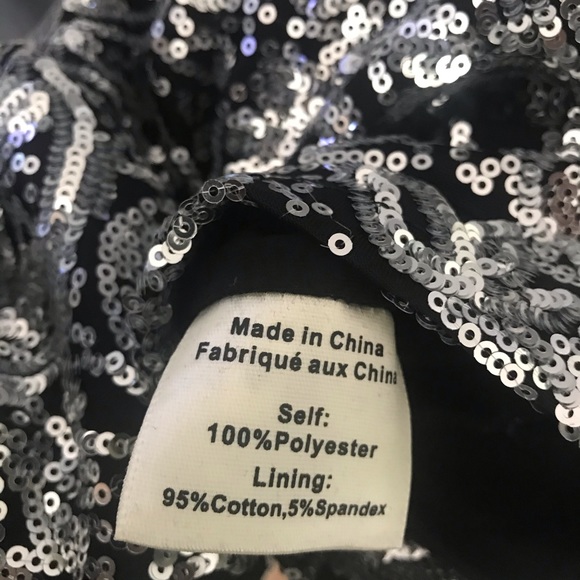 Made in China
Fabriqué aux China
Self:
100%Polyester
Lining:
95%Cotton,5%Spandex